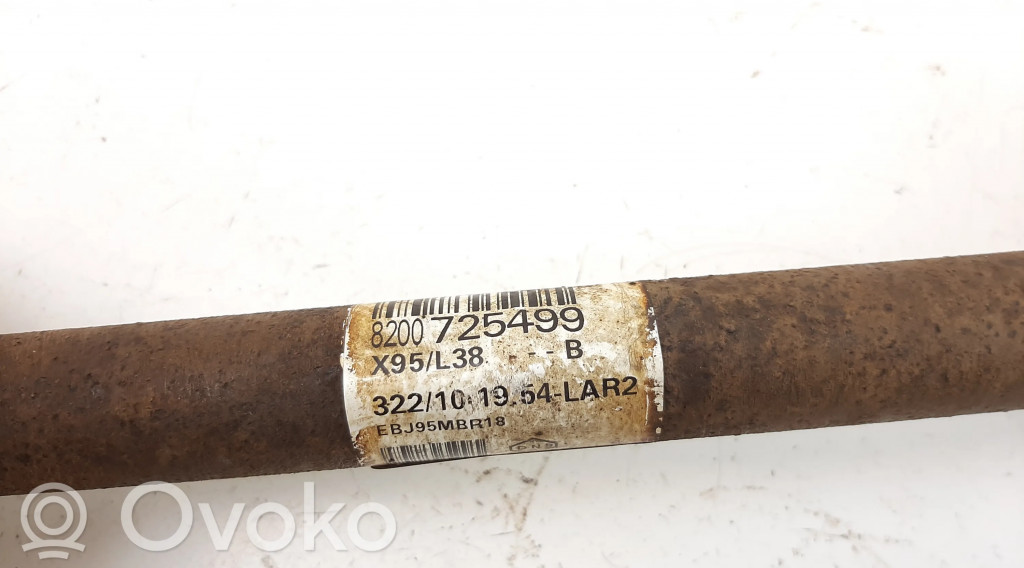 8200 725499
X95/L38 - - - B
322/10 19:54-LAR2
EBJ95MBR18
Ovoko